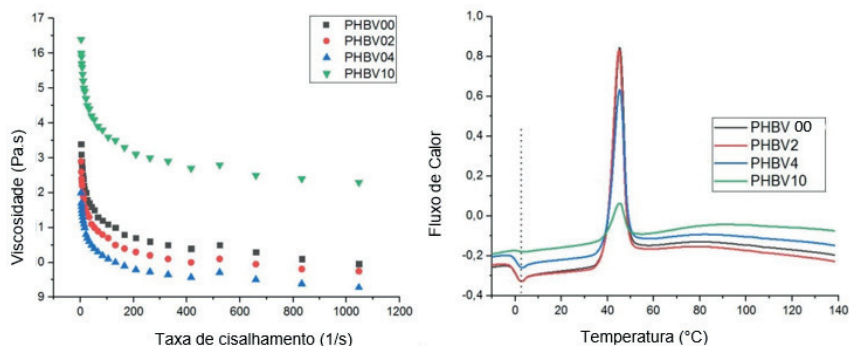 17
16
5
4
3
2
1
0
9
0
200
400
600
800
1000
1200
Viscosidade (Pa.s)
Taxa de cisalhamento (1/s)
PHBV00
PHBV02
PHBV04
PHBV10
1,0
0,8
0,6
0,4
0,2
0,0
-0,2
-0,4
0
20
40
60
80
100
120
140
Fluxo de Calor
Temperatura (°C)
PHBV 00
PHBV2
PHBV4
PHBV10